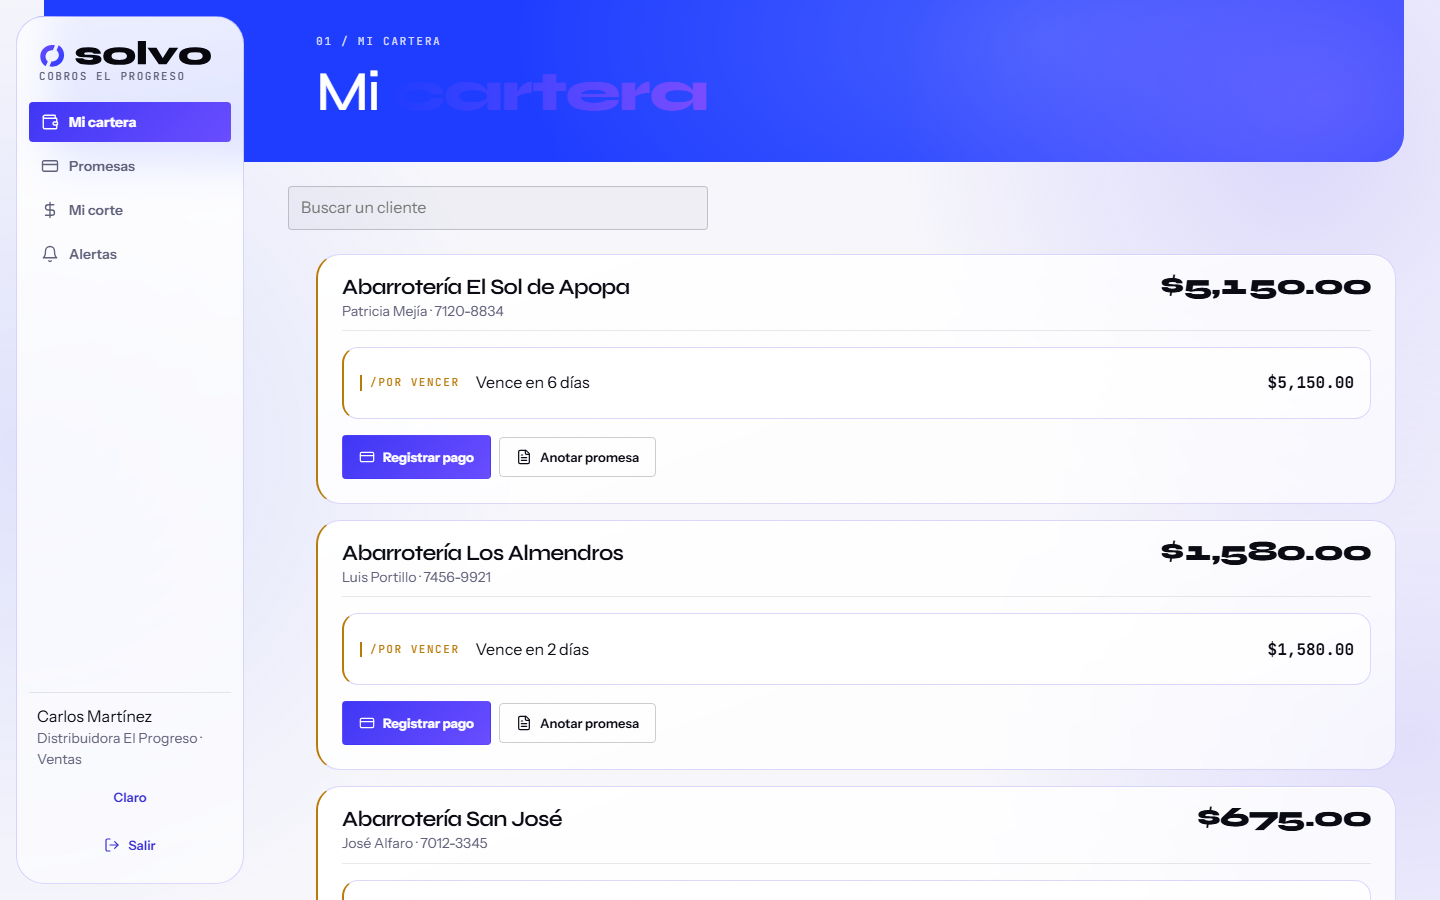 solvo
COBROS EL PROGRESO
Mi cartera
Promesas
Mi corte
Alertas
Carlos Martínez
Distribuidora El Progreso ·
Ventas
Claro
Salir
01 / MI CARTERA
Mi cartera
Buscar un cliente
Abarrotería El Sol de Apopa
$5,150.00
Patricia Mejía · 7120-8834
/POR VENCER Vence en 6 días $5,150.00
Registrar pago Anotar promesa
Abarrotería Los Almendros
$1,580.00
Luis Portillo · 7456-9921
/POR VENCER Vence en 2 días $1,580.00
Registrar pago Anotar promesa
Abarrotería San José
$675.00
José Alfaro · 7012-3345